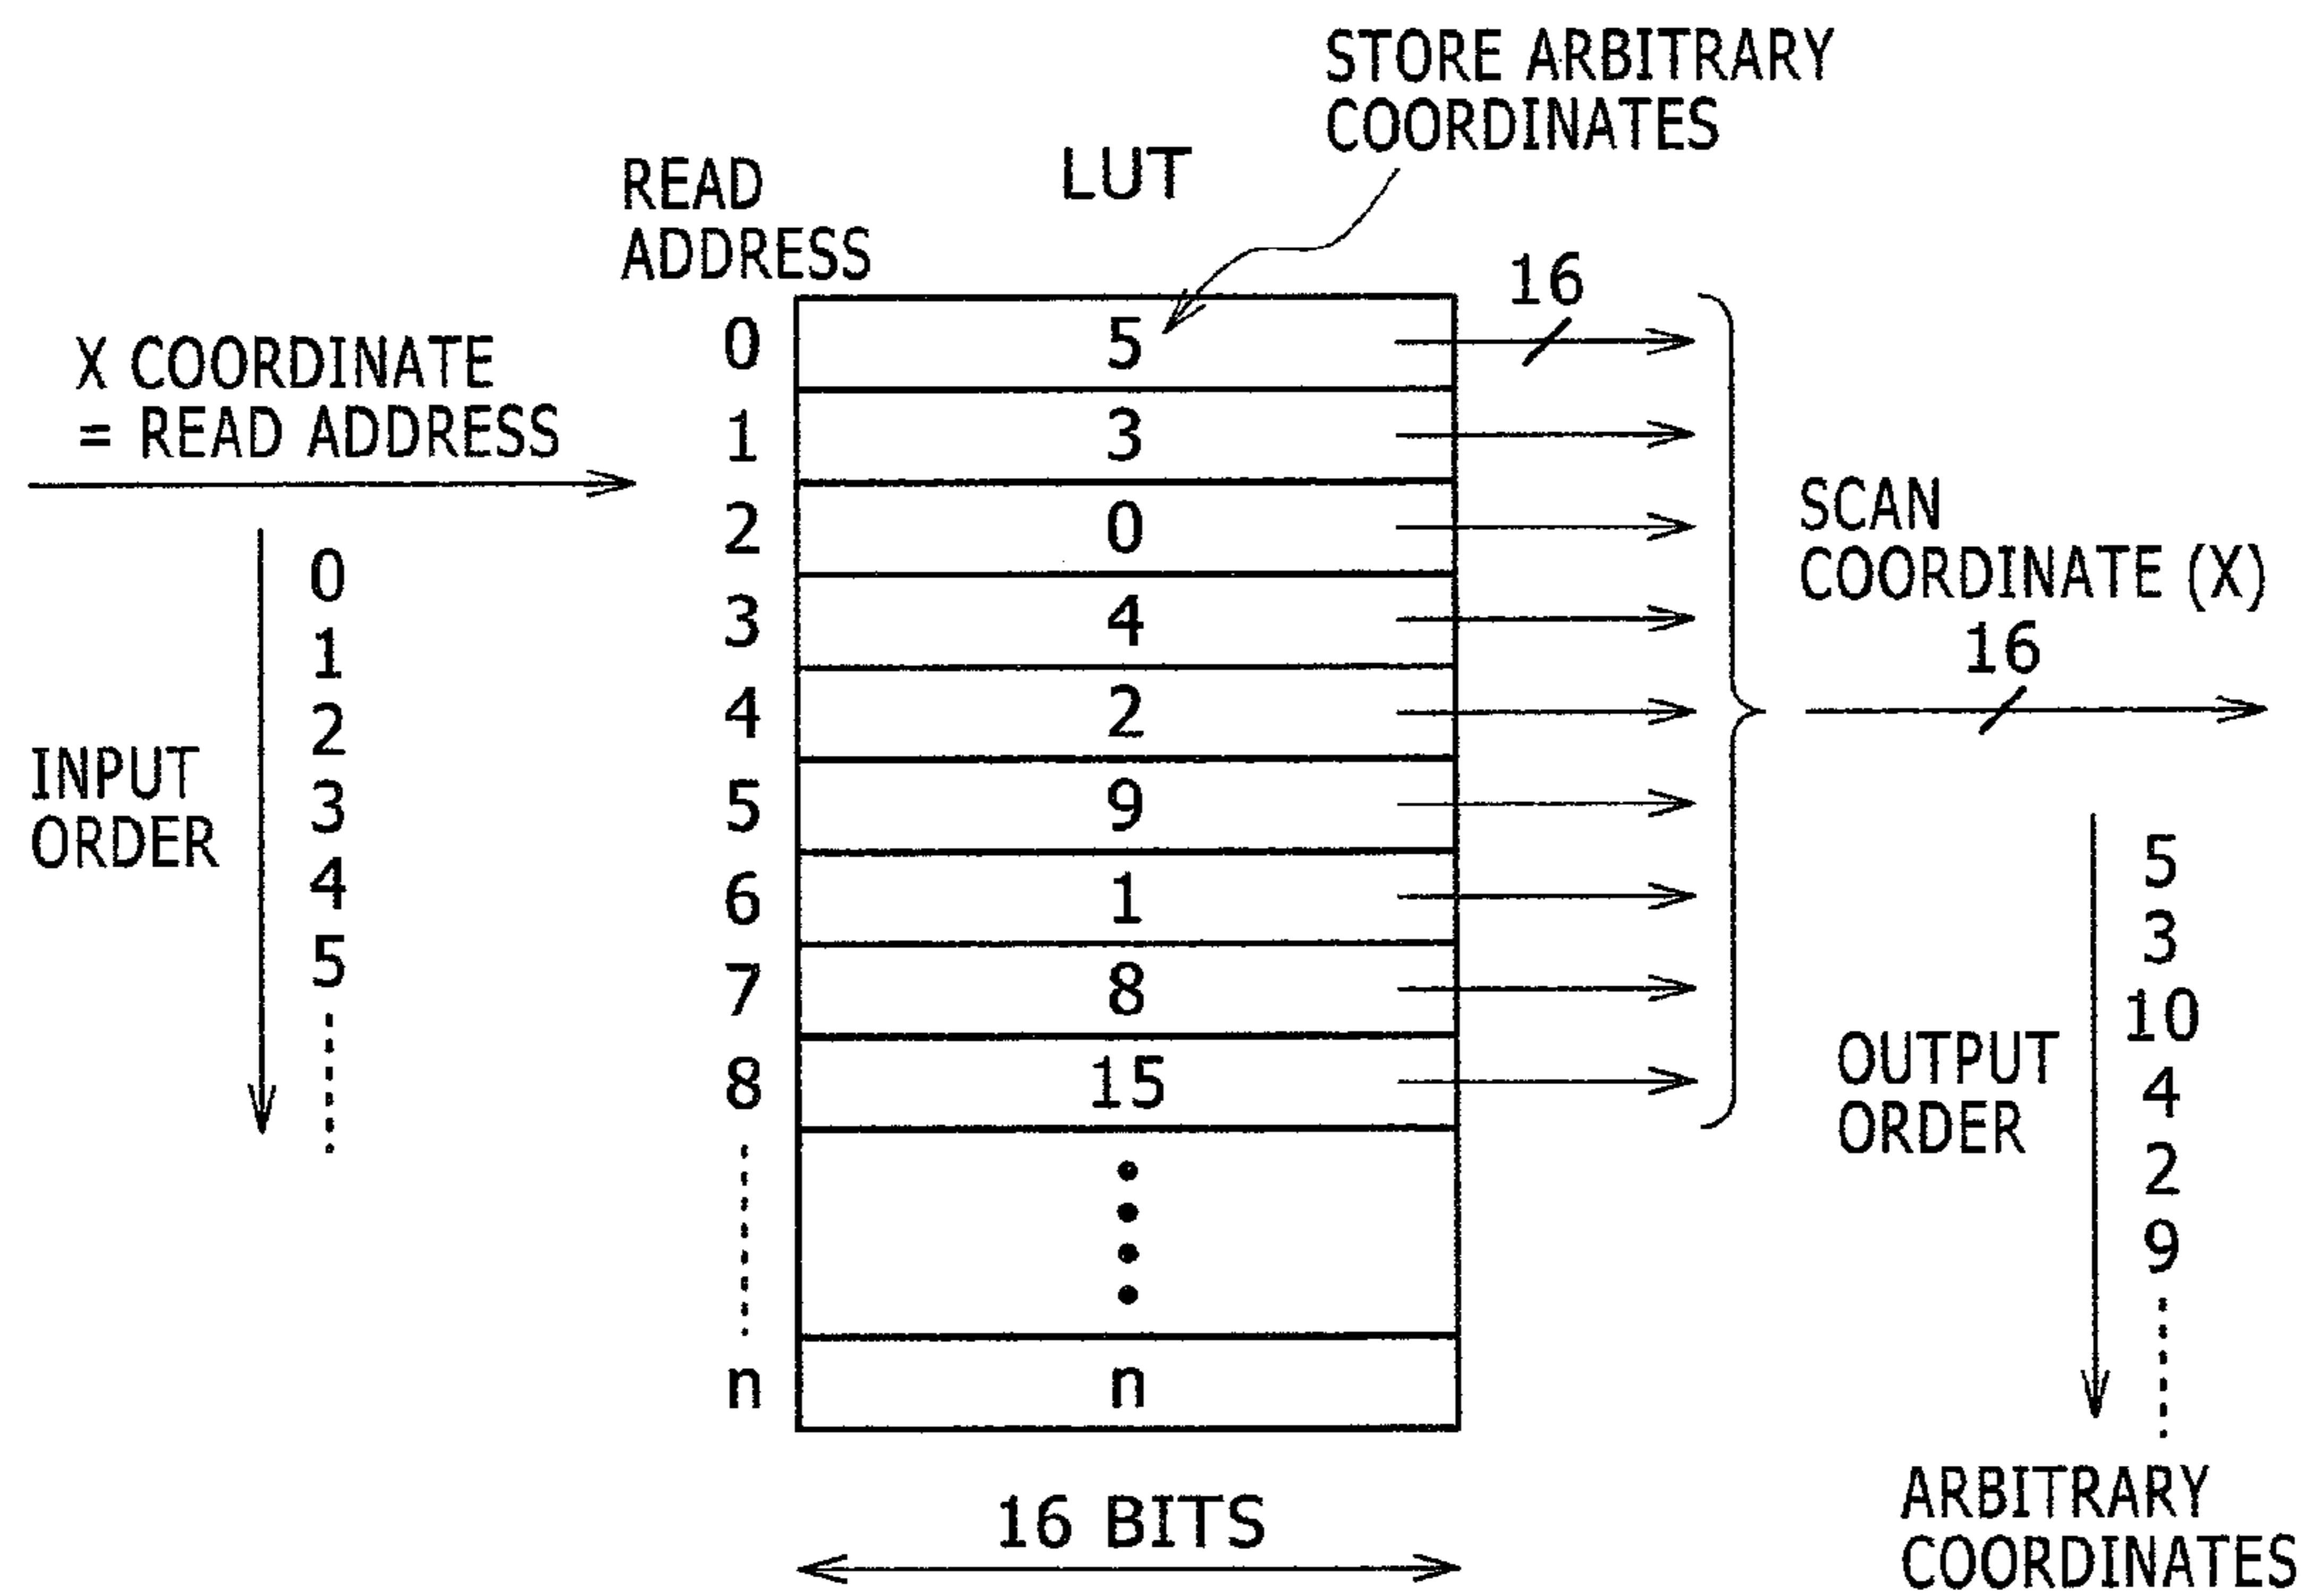 STORE ARBITRARY
COORDINATES
READ
ADDRESS
LUT
X COORDINATE
= READ ADDRESS
INPUT
ORDER
0
1
2
3
4
5
0 5 16
1 3
2 0
3 4
4 2
5 9
6 1
7 8
8 15
n n
16 BITS
SCAN
COORDINATE (X)
16
OUTPUT
ORDER
5
3
10
4
2
9
ARBITRARY
COORDINATES